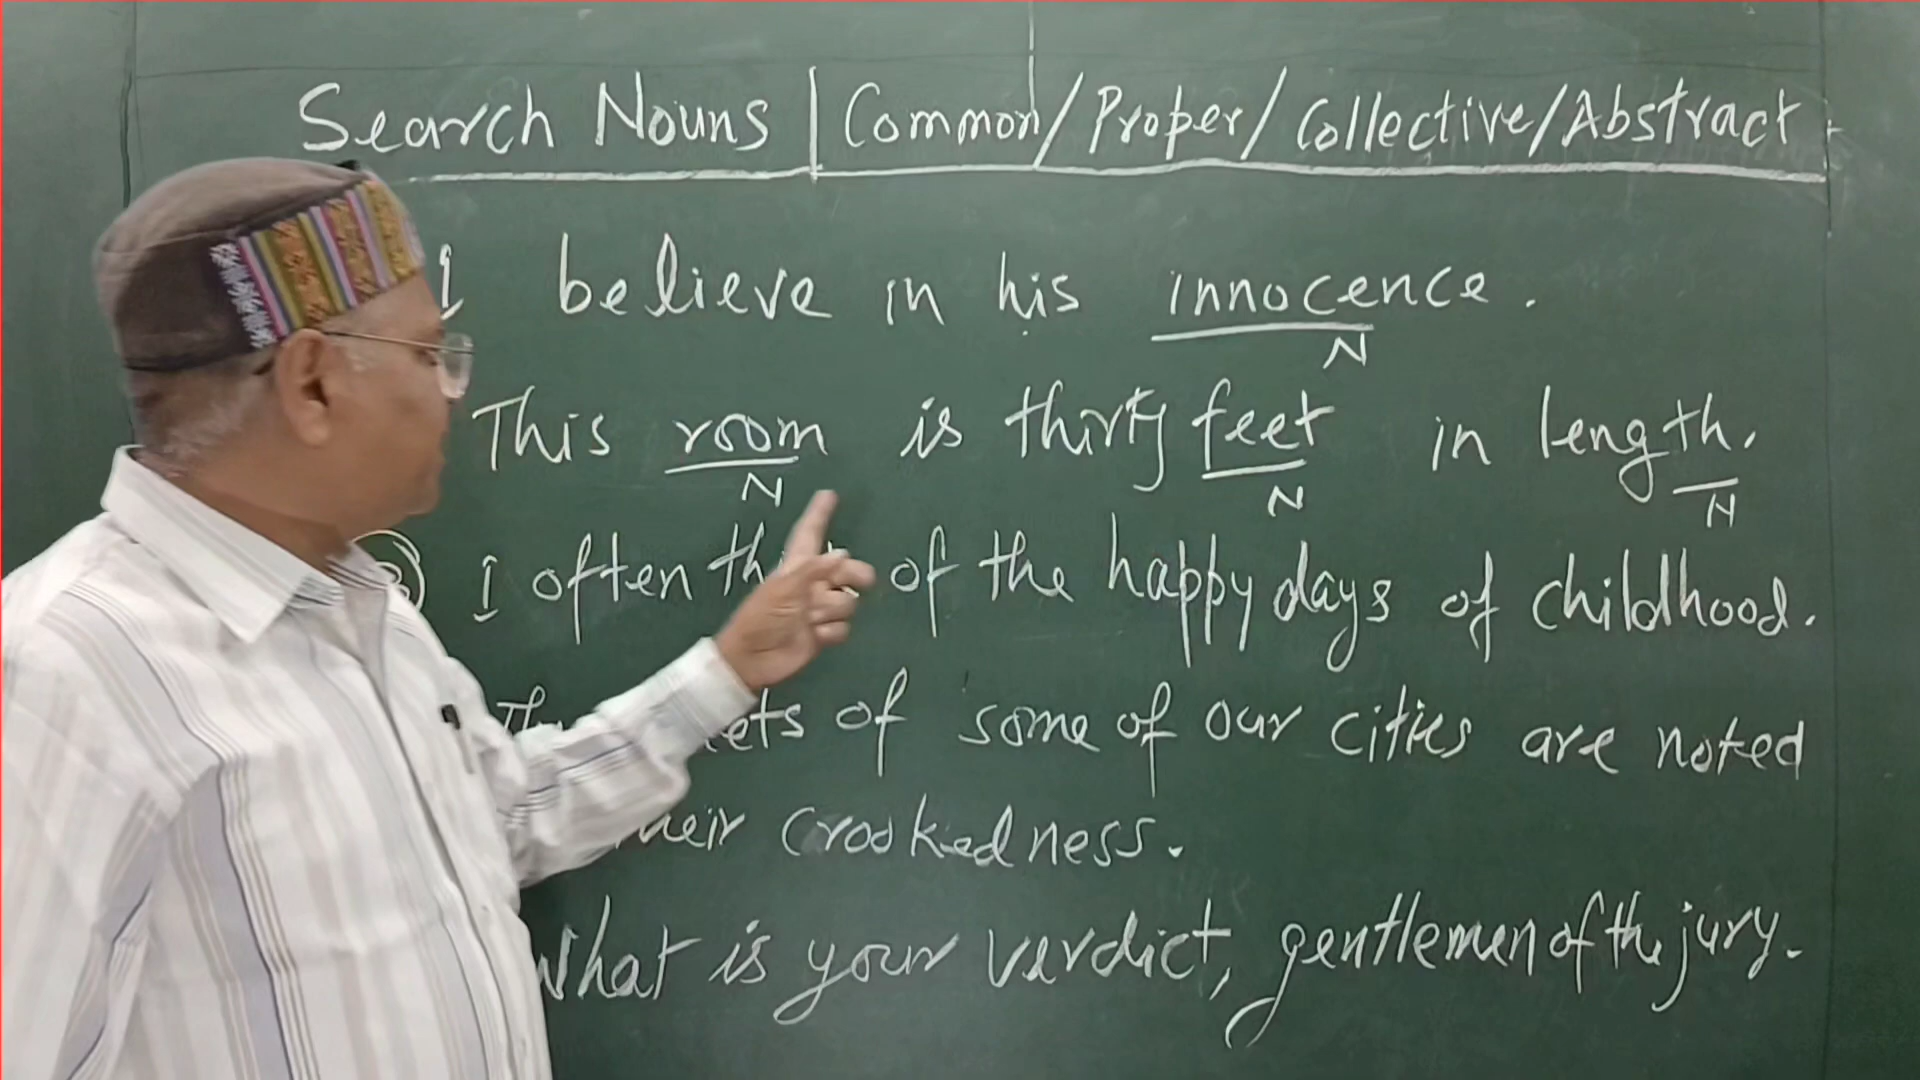 Search Nouns | Common/Proper/Collective/Abstract
I believe in his innocence.
N
This room is thirty feet in length.
N N N
I often of the happy days of childhood.
of some of our cities are noted
crookedness.
What is your verdict, gentlemen of the jury.